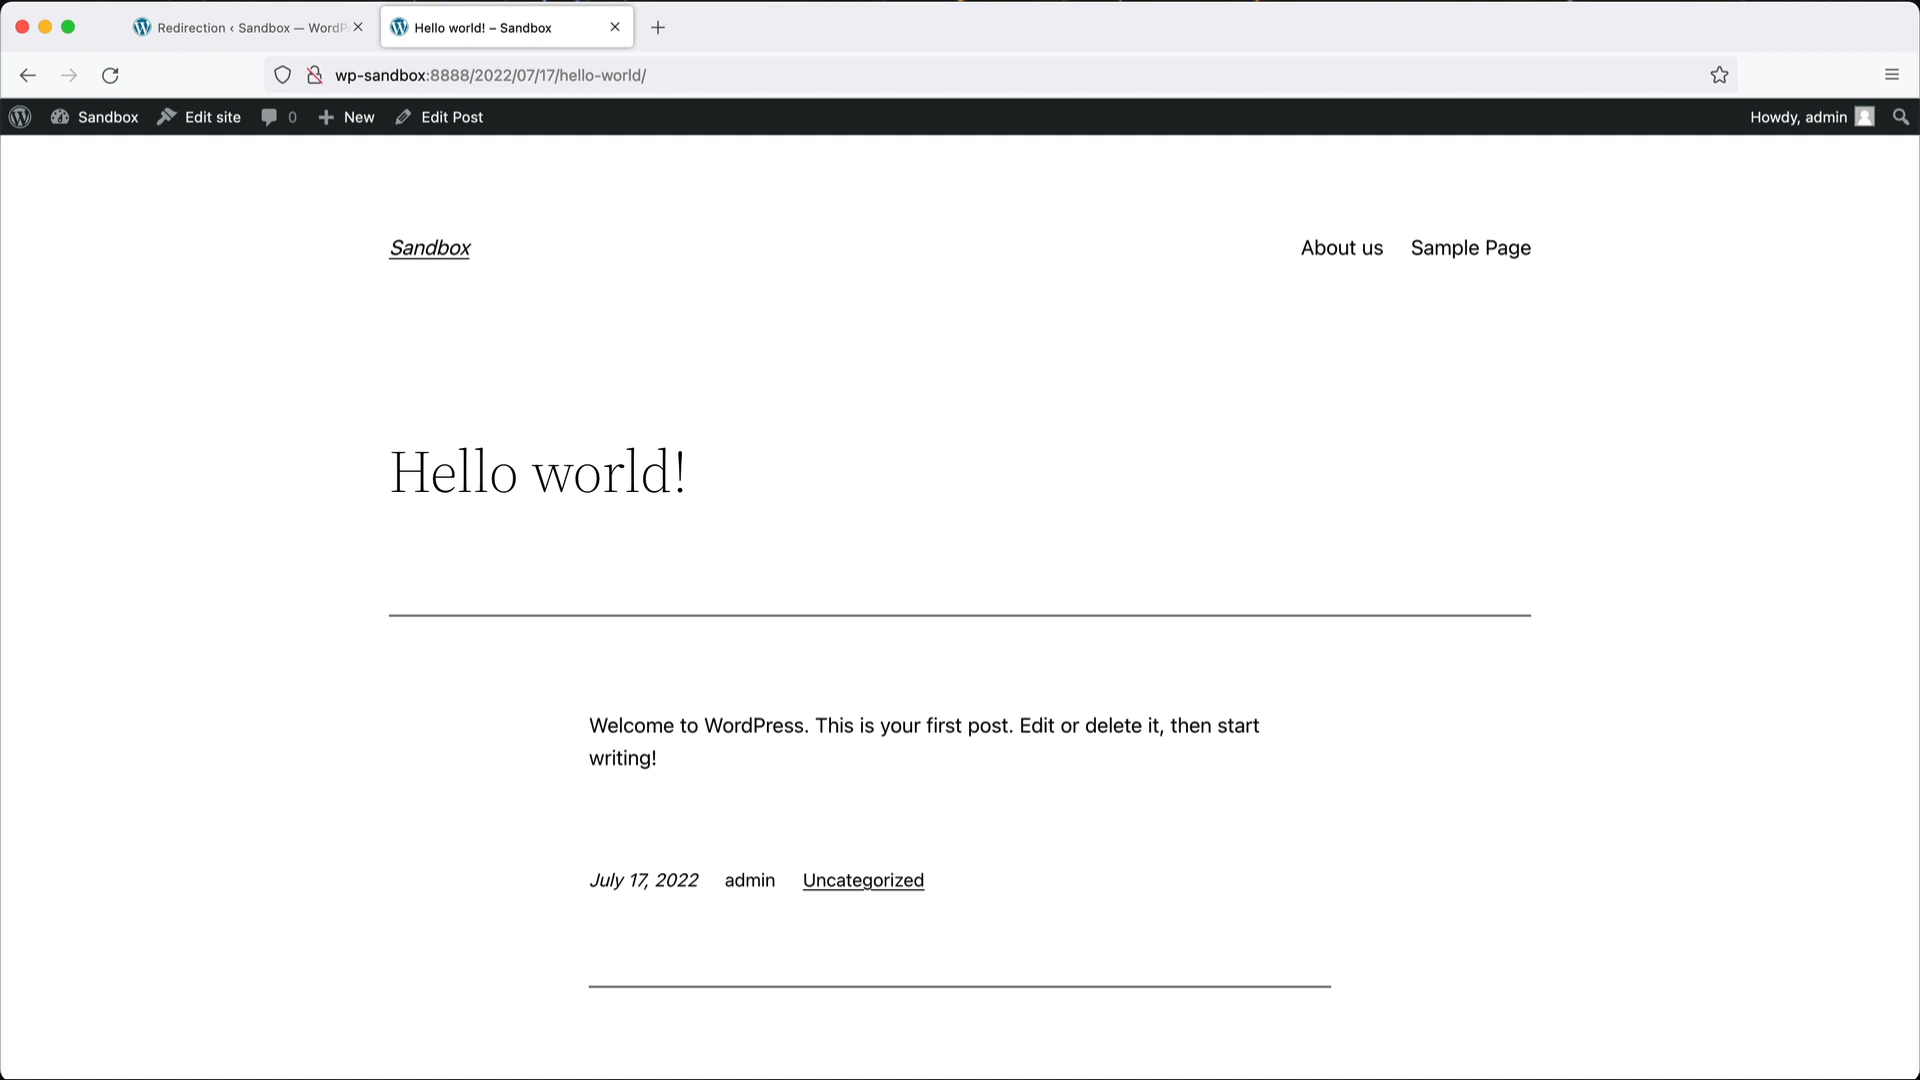 Redirection ‹ Sandbox — WordP
Hello world! – Sandbox
wp-sandbox:8888/2022/07/17/hello-world/
Sandbox
Edit site
0
New
Edit Post
Howdy, admin
Sandbox
About us
Sample Page
Hello world!
Welcome to WordPress. This is your first post. Edit or delete it, then start
writing!
July 17, 2022
admin
Uncategorized